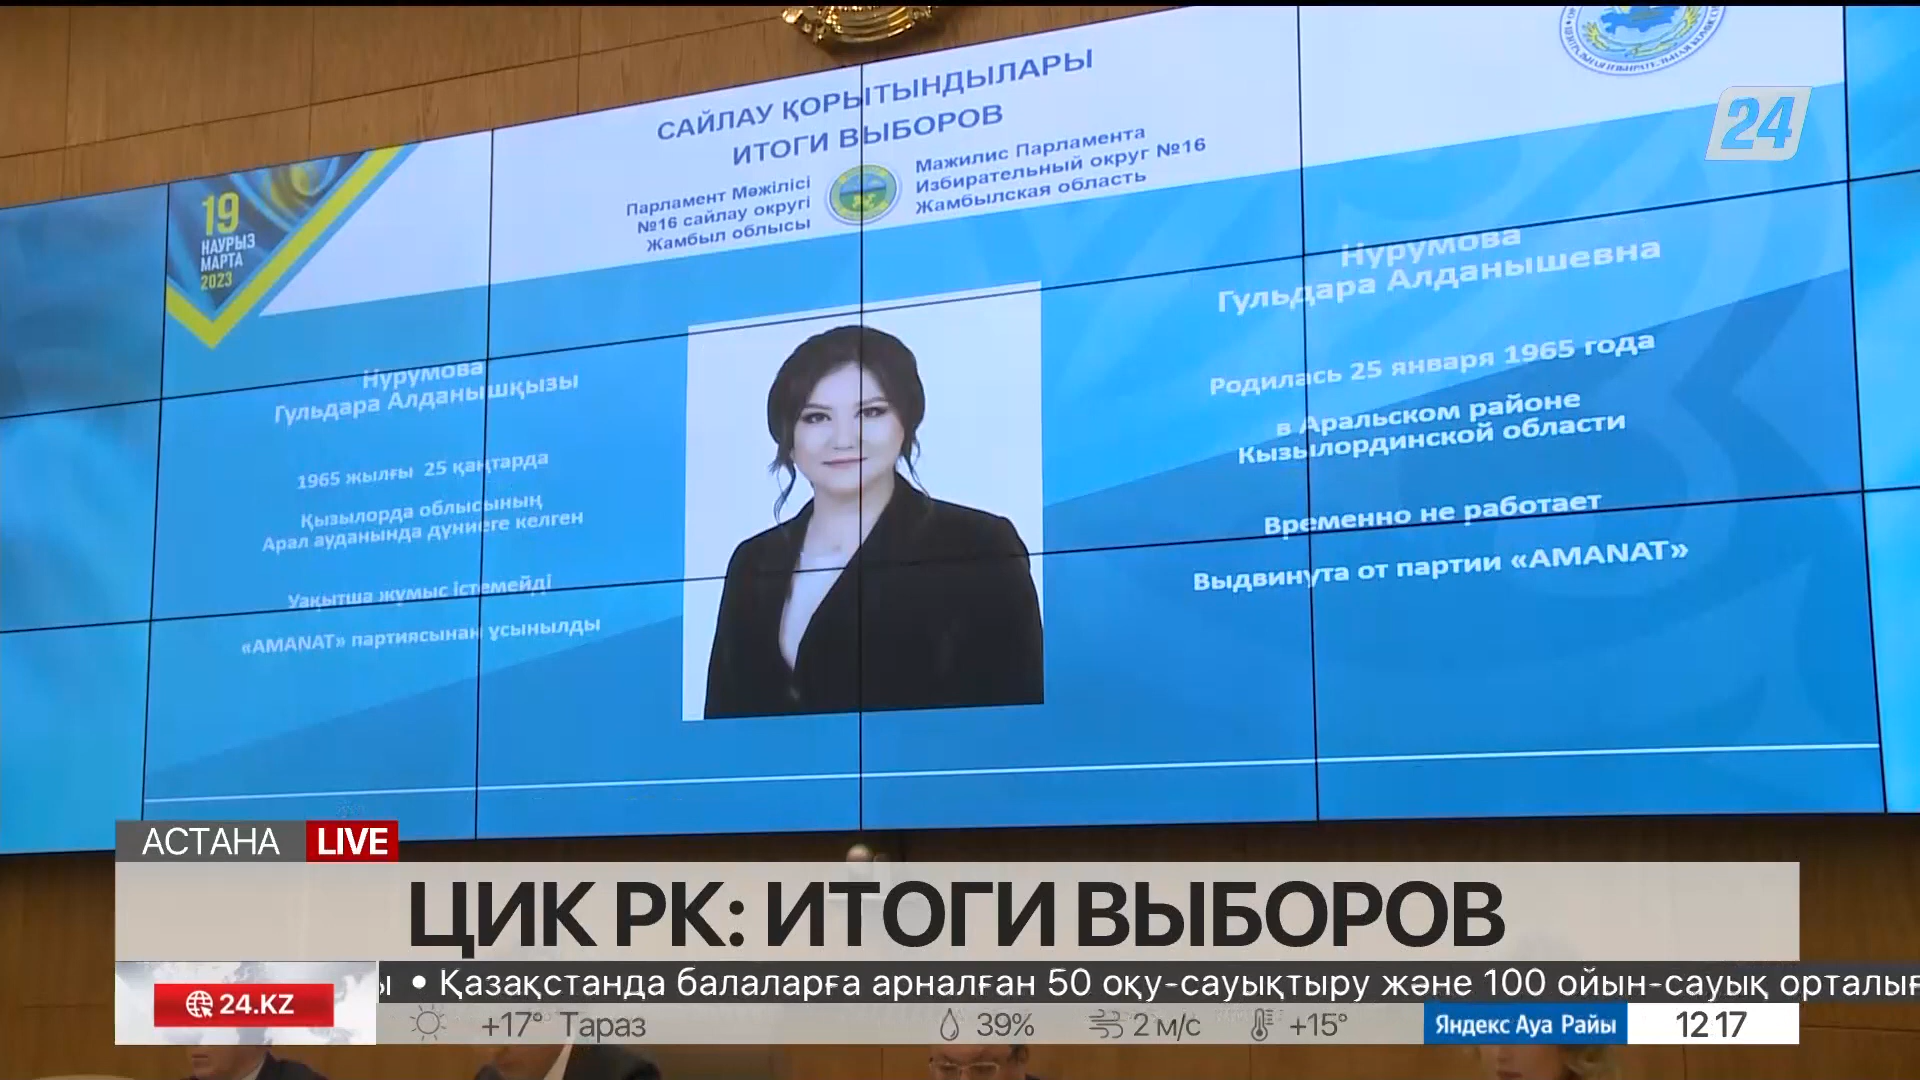 САЙЛАУ ҚОРЫТЫНДЫЛАРЫ
ИТОГИ ВЫБОРОВ
Парламент Мәжілісі
№16 сайлау округі
Жамбыл облысы
Мажилис Парламента
Избирательный округ №16
Жамбылская область
24
19
НАУРЫЗ
МАРТА
2023
Нурумова
Гульдара Алданышқызы
1965 жылғы 25 қаңтарда
Қызылорда облысының
Арал ауданында дүниеге келген
Уақытша жұмыс істемейді
«AMANAT» партиясынан ұсынылды
Нурумова
Гульдара Алданышевна
Родилась 25 января 1965 года
в Аральском районе
Кызылординской области
Временно не работает
Выдвинута от партии «AMANAT»
АСТАНА LIVE
ЦИК РК: ИТОГИ ВЫБОРОВ
ы • Қазақстанда балаларға арналған 50 оқу-сауықтыру және 100 ойын-сауық орталығ
24.KZ
+17° Тараз 39% 2 м/с +15° Яндекс Ауа Райы 12 17